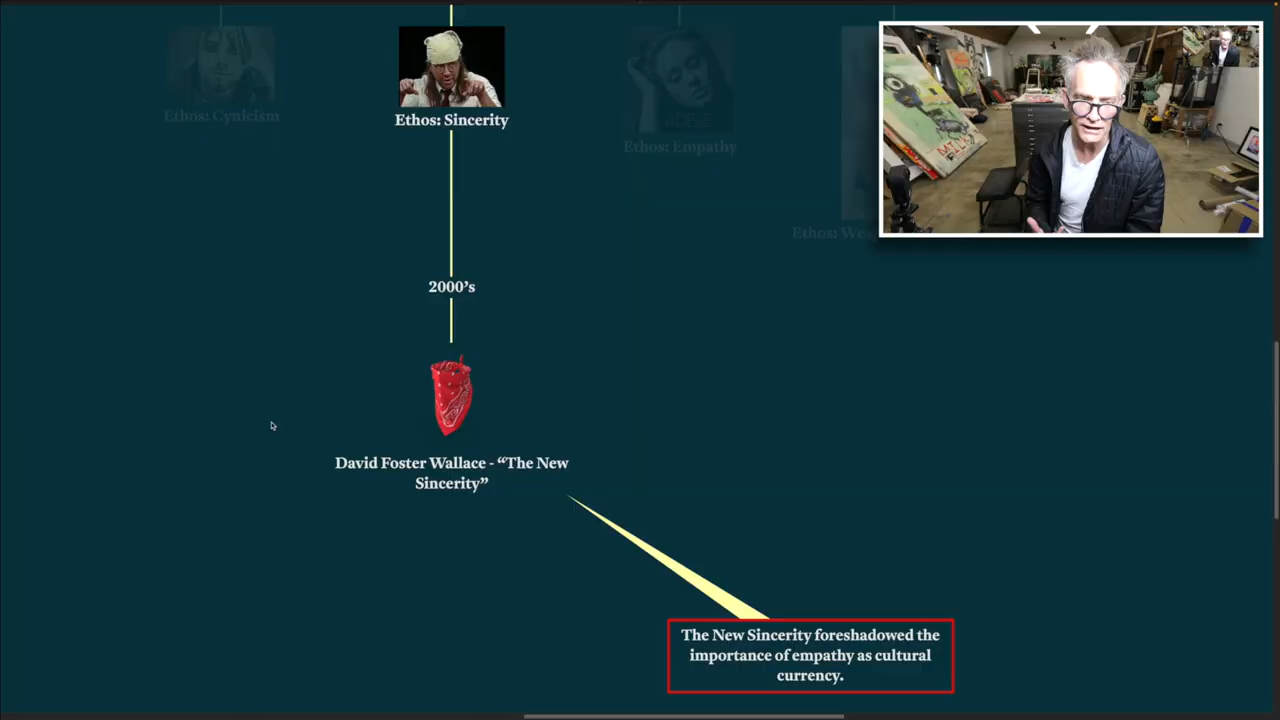 Ethos: Cynicism
Ethos: Sincerity
Ethos: Empathy
ADELE
2000's
David Foster Wallace - “The New
Sincerity”
The New Sincerity foreshadowed the
importance of empathy as cultural
currency.